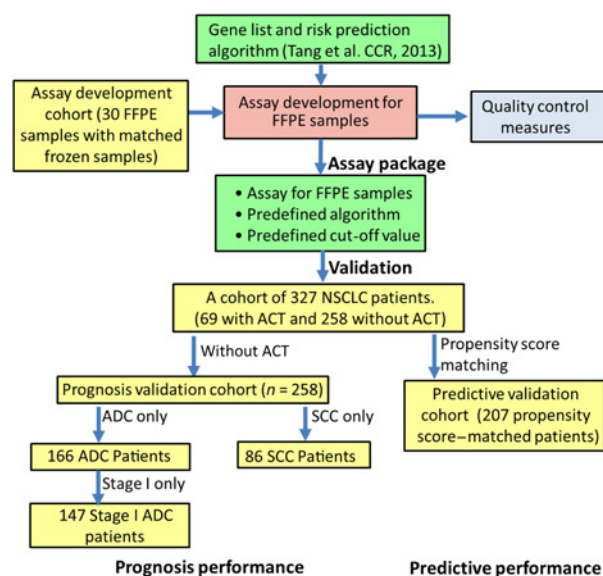 Gene list and risk prediction
algorithm (Tang et al. CCR, 2013)
Assay development
cohort (30 FFPE
samples with matched
frozen samples)
Assay development for
FFPE samples
Quality control
measures
Assay package
• Assay for FFPE samples
• Predefined algorithm
• Predefined cut-off value
Validation
A cohort of 327 NSCLC patients.
(69 with ACT and 258 without ACT)
Without ACT
Propensity score
matching
Prognosis validation cohort (n = 258)
Predictive validation
cohort (207 propensity
score–matched patients)
ADC only
SCC only
166 ADC Patients
86 SCC Patients
Stage I only
147 Stage I ADC
patients
Prognosis performance
Predictive performance